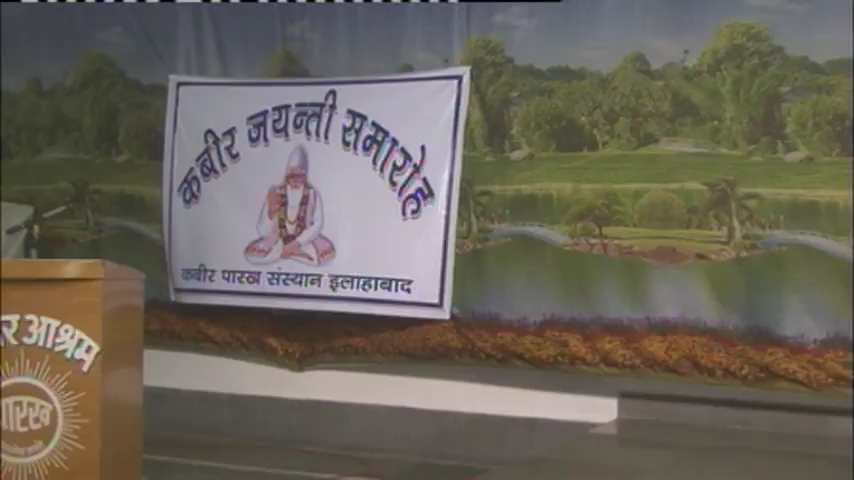 कबीर जयन्ती समारोह
कबीर पारख संस्थान इलाहाबाद
आश्रम
पारख